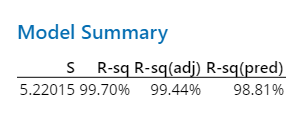 Model Summary
S R-sq R-sq(adj) R-sq(pred)
5.22015 99.70% 99.44% 98.81%